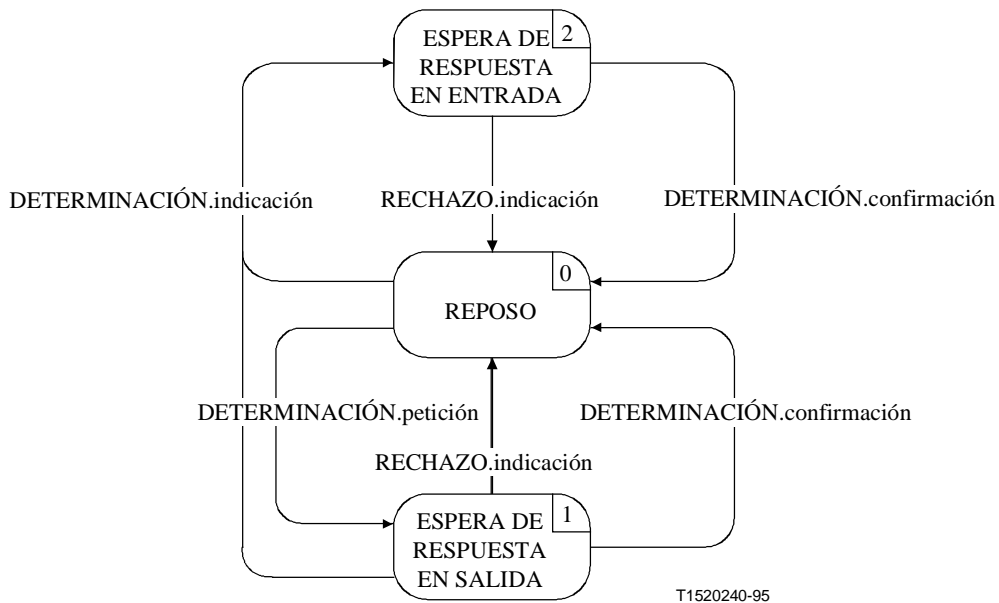 ESPERA DE
2
RESPUESTA
EN ENTRADA
DETERMINACIÓN.indicación
RECHAZO.indicación
DETERMINACIÓN.confirmación
0
REPOSO
DETERMINACIÓN.petición
DETERMINACIÓN.confirmación
RECHAZO.indicación
ESPERA DE
1
RESPUESTA
EN SALIDA
T1520240-95